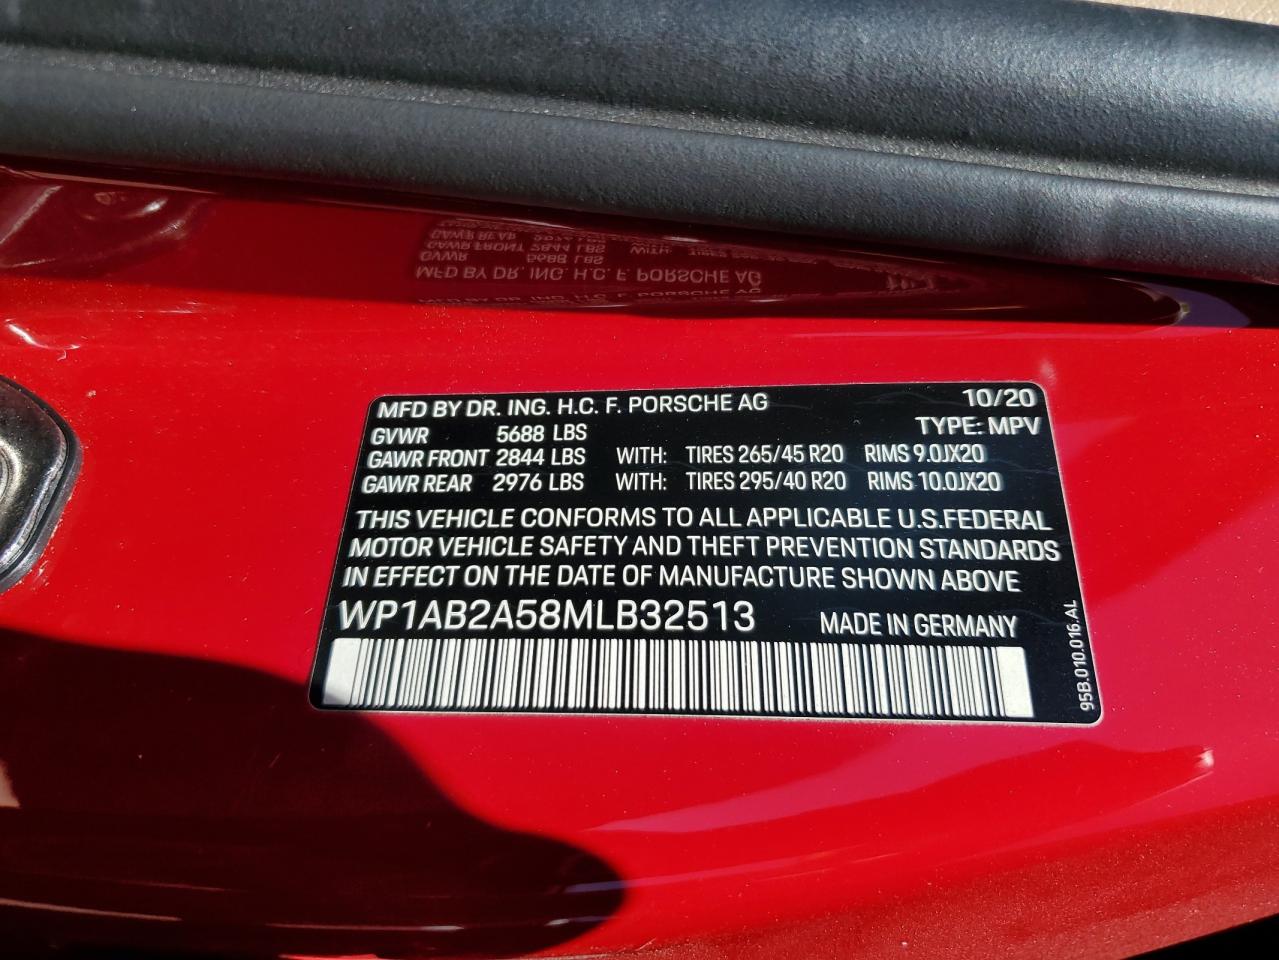 MFD BY DR. ING. H.C. F. PORSCHE AG 10/20
TYPE: MPV
GVWR 5688 LBS
GAWR FRONT 2844 LBS WITH: TIRES 265/45 R20 RIMS 9.0JX20
GAWR REAR 2976 LBS WITH: TIRES 295/40 R20 RIMS 10.0JX20
THIS VEHICLE CONFORMS TO ALL APPLICABLE U.S.FEDERAL
MOTOR VEHICLE SAFETY AND THEFT PREVENTION STANDARDS
IN EFFECT ON THE DATE OF MANUFACTURE SHOWN ABOVE
WP1AB2A58MLB32513 MADE IN GERMANY
95B.010.016.AL